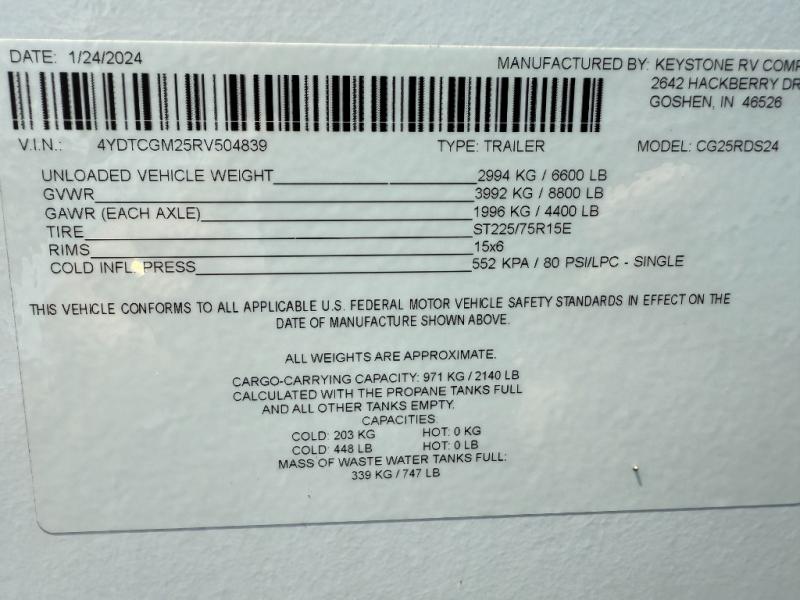 DATE: 1/24/2024
MANUFACTURED BY: KEYSTONE RV COMP
2642 HACKBERRY DR
GOSHEN, IN 46526
V.I.N.: 4YDTCGM25RV504839 TYPE: TRAILER MODEL: CG25RDS24
UNLOADED VEHICLE WEIGHT 2994 KG / 6600 LB
GVWR 3992 KG / 8800 LB
GAWR (EACH AXLE) 1996 KG / 4400 LB
TIRE ST225/75R15E
RIMS 15x6
COLD INFL PRESS 552 KPA / 80 PSI/LPC - SINGLE
THIS VEHICLE CONFORMS TO ALL APPLICABLE U.S. FEDERAL MOTOR VEHICLE SAFETY STANDARDS IN EFFECT ON THE
DATE OF MANUFACTURE SHOWN ABOVE.
ALL WEIGHTS ARE APPROXIMATE.
CARGO-CARRYING CAPACITY: 971 KG / 2140 LB
CALCULATED WITH THE PROPANE TANKS FULL
AND ALL OTHER TANKS EMPTY.
CAPACITIES
COLD: 203 KG HOT: 0 KG
COLD: 448 LB HOT: 0 LB
MASS OF WASTE WATER TANKS FULL:
339 KG / 747 LB